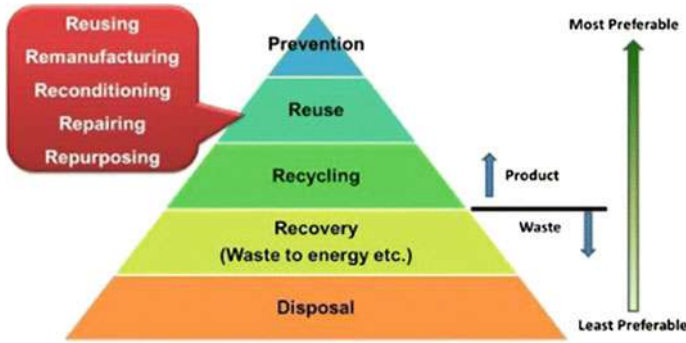 Reusing
Remanufacturing
Reconditioning
Repairing
Repurposing
Prevention
Reuse
Recycling
Recovery
(Waste to energy etc.)
Disposal
Most Preferable
Product
Waste
Least Preferable